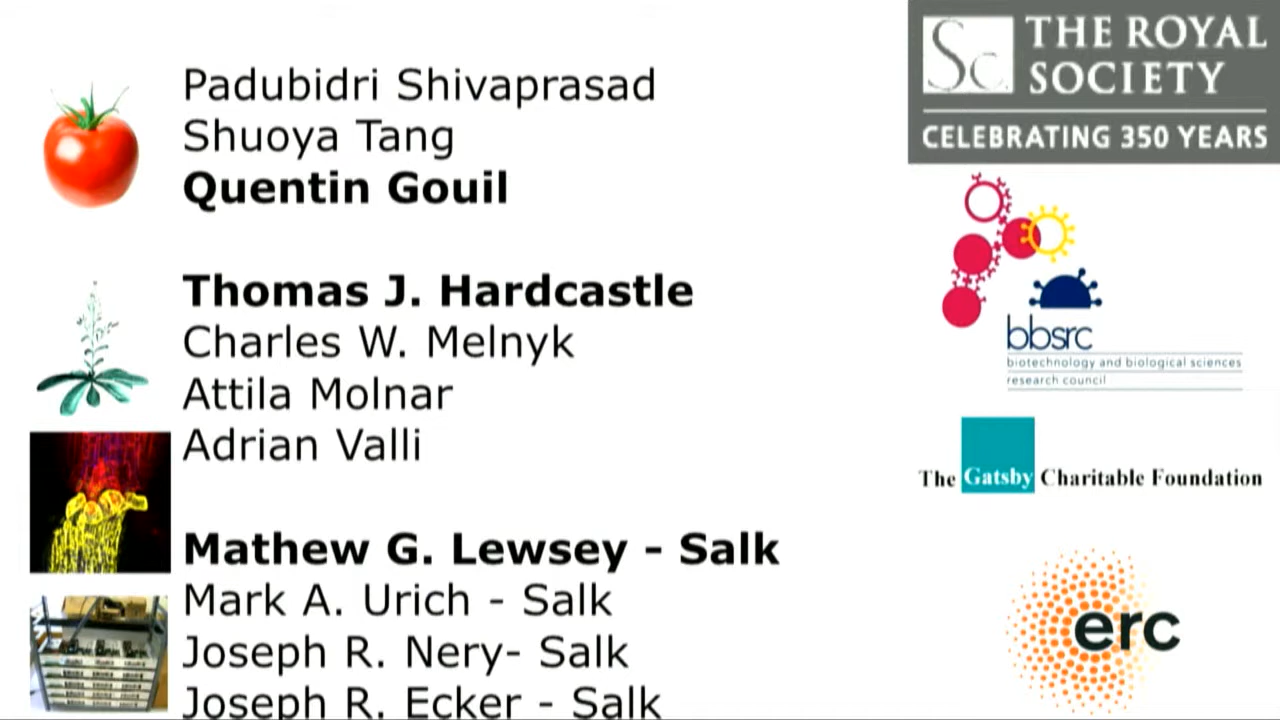 Padubidri Shivaprasad
Shuoya Tang
Quentin Gouil
Thomas J. Hardcastle
Charles W. Melnyk
Attila Molnar
Adrian Valli
Mathew G. Lewsey - Salk
Mark A. Urich - Salk
Joseph R. Nery- Salk
Joseph R. Ecker - Salk
Sc.
THE ROYAL
SOCIETY
CELEBRATING 350 YEARS
bbsrc
biotechnology and biological sciences
research council
The Gatsby Charitable Foundation
erc